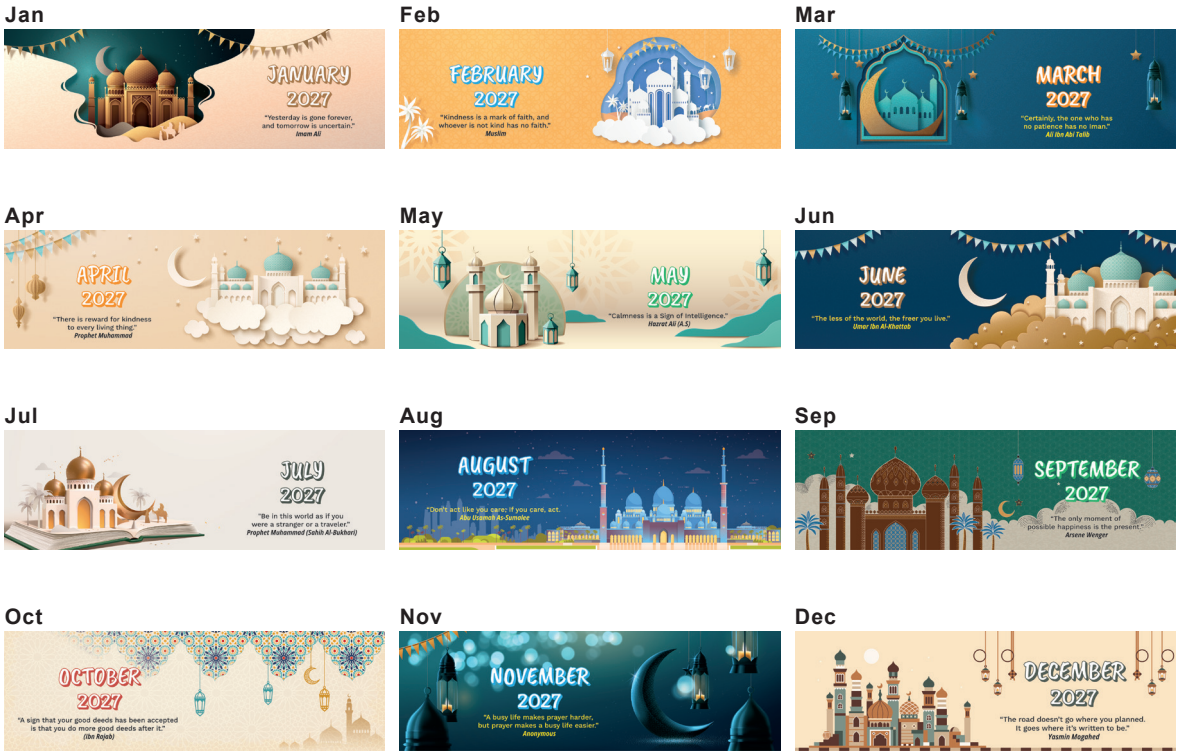 Jan
JANUARY
2027
"Yesterday is gone forever,
and tomorrow is uncertain."
Imam Ali
Feb
FEBRUARY
2027
"Kindness is a mark of faith, and
whoever is not kind has no faith."
Muslim
Mar
MARCH
2027
"Certainly, the one who has
no patience has no Iman."
Ali Ibn Abi Talib
Apr
APRIL
2027
"There is reward for kindness
to every living thing."
Prophet Muhammad
May
MAY
2027
"Calmness is a Sign of Intelligence."
Hazrat Ali (A.S)
Jun
JUNE
2027
"The less of the world, the freer you live."
Umar Ibn Al-Khattab
Jul
JULY
2027
"Be in this world as if you
were a stranger or a traveler."
Prophet Muhammad (Sahih Al-Bukhari)
Aug
AUGUST
2027
"Don't act like you care; if you care, act.
Abu Usamah As-Sumalee
Sep
SEPTEMBER
2027
"The only moment of
possible happiness is the present."
Arsene Wenger
Oct
OCTOBER
2027
"A sign that your good deeds has been accepted
is that you do more good deeds after it."
(Ibn Rajab)
Nov
NOVEMBER
2027
"A busy life makes prayer harder,
but prayer makes a busy life easier."
Anonymous
Dec
DECEMBER
2027
"The road doesn't go where you planned.
It goes where it's written to be."
Yasmin Mogahed